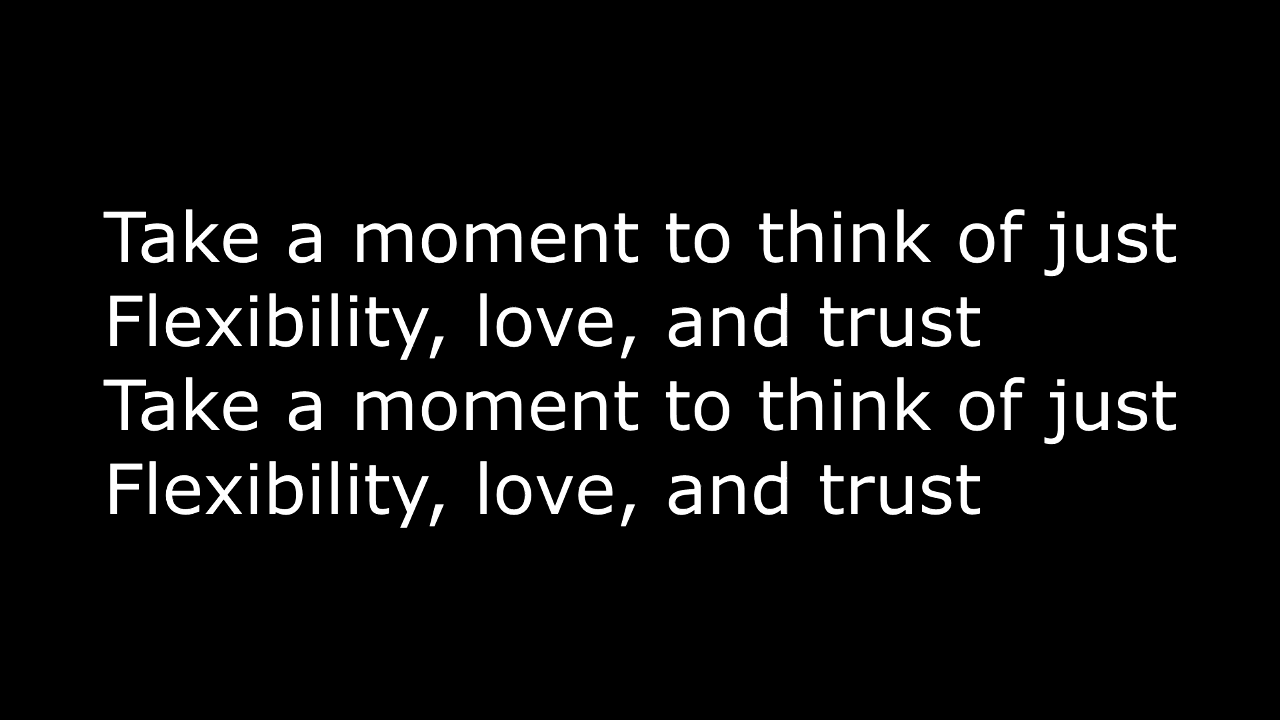 Take a moment to think of just
Flexibility, love, and trust
Take a moment to think of just
Flexibility, love, and trust